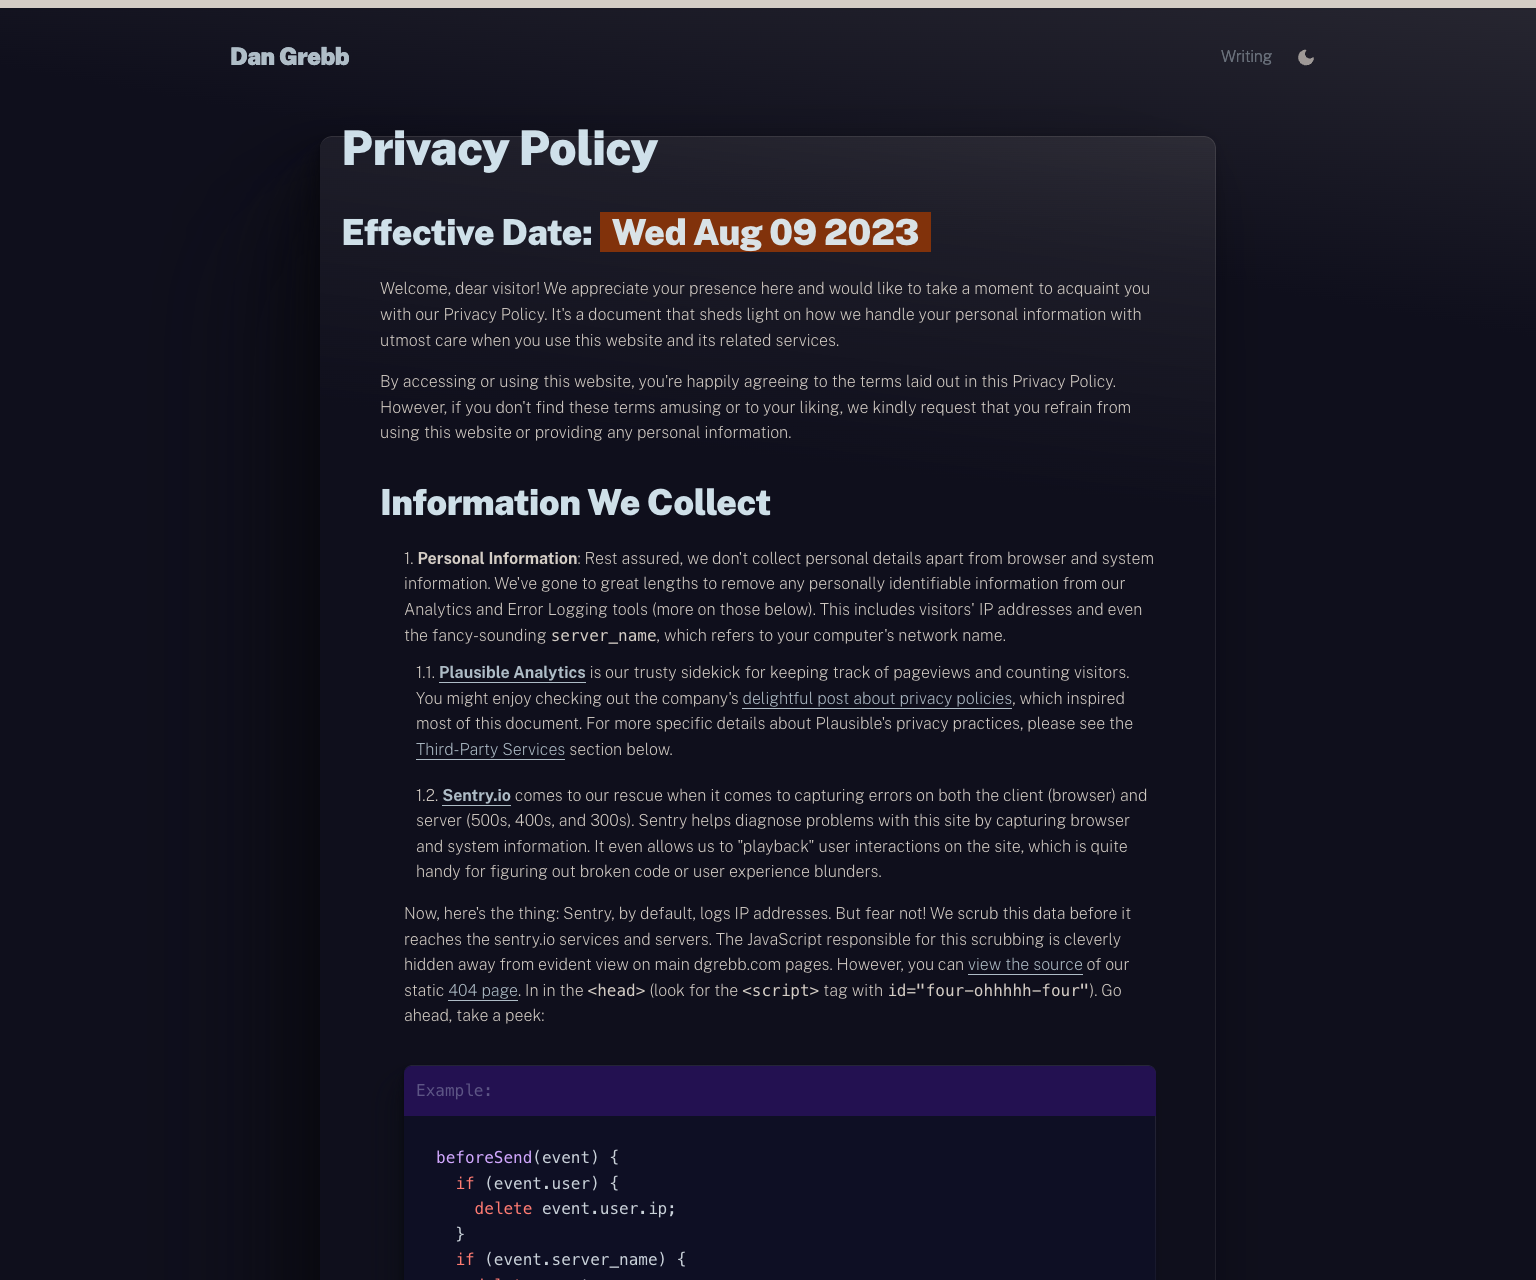 Dan Grebb
Writing
Privacy Policy
Effective Date: Wed Aug 09 2023
Welcome, dear visitor! We appreciate your presence here and would like to take a moment to acquaint you
with our Privacy Policy. It's a document that sheds light on how we handle your personal information with
utmost care when you use this website and its related services.
By accessing or using this website, you're happily agreeing to the terms laid out in this Privacy Policy.
However, if you don't find these terms amusing or to your liking, we kindly request that you refrain from
using this website or providing any personal information.
Information We Collect
1. Personal Information: Rest assured, we don't collect personal details apart from browser and system
information. We've gone to great lengths to remove any personally identifiable information from our
Analytics and Error Logging tools (more on those below). This includes visitors' IP addresses and even
the fancy-sounding server_name, which refers to your computer's network name.
1.1. Plausible Analytics is our trusty sidekick for keeping track of pageviews and counting visitors.
You might enjoy checking out the company's delightful post about privacy policies, which inspired
most of this document. For more specific details about Plausible's privacy practices, please see the
Third-Party Services section below.
1.2. Sentry.io comes to our rescue when it comes to capturing errors on both the client (browser) and
server (500s, 400s, and 300s). Sentry helps diagnose problems with this site by capturing browser
and system information. It even allows us to "playback" user interactions on the site, which is quite
handy for figuring out broken code or user experience blunders.
Now, here's the thing: Sentry, by default, logs IP addresses. But fear not! We scrub this data before it
reaches the sentry.io services and servers. The JavaScript responsible for this scrubbing is cleverly
hidden away from evident view on main dgrebb.com pages. However, you can view the source of our
static 404 page. In in the <head> (look for the <script> tag with id="four-ohhhhh-four"). Go
ahead, take a peek:
Example:
beforeSend(event) {
if (event.user) {
delete event.user.ip;
}
if (event.server_name) {